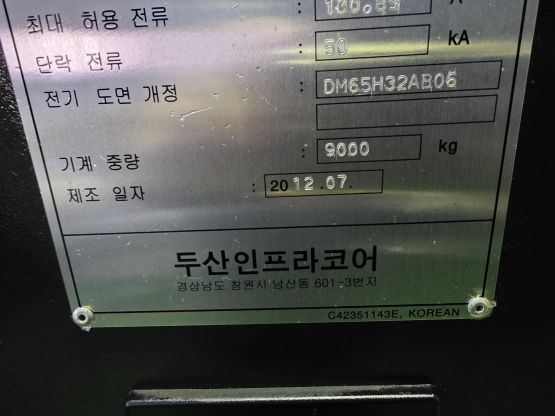 최대 허용 전류 : 136.89 A
단락 전류 : 50 kA
전기 도면 개정 : DM65H32AB06
기계 중량 : 9000 kg
제조 일자 : 2012.07.
두산인프라코어
경상남도 창원시 남산동 601-3번지
C42351143E, KOREAN